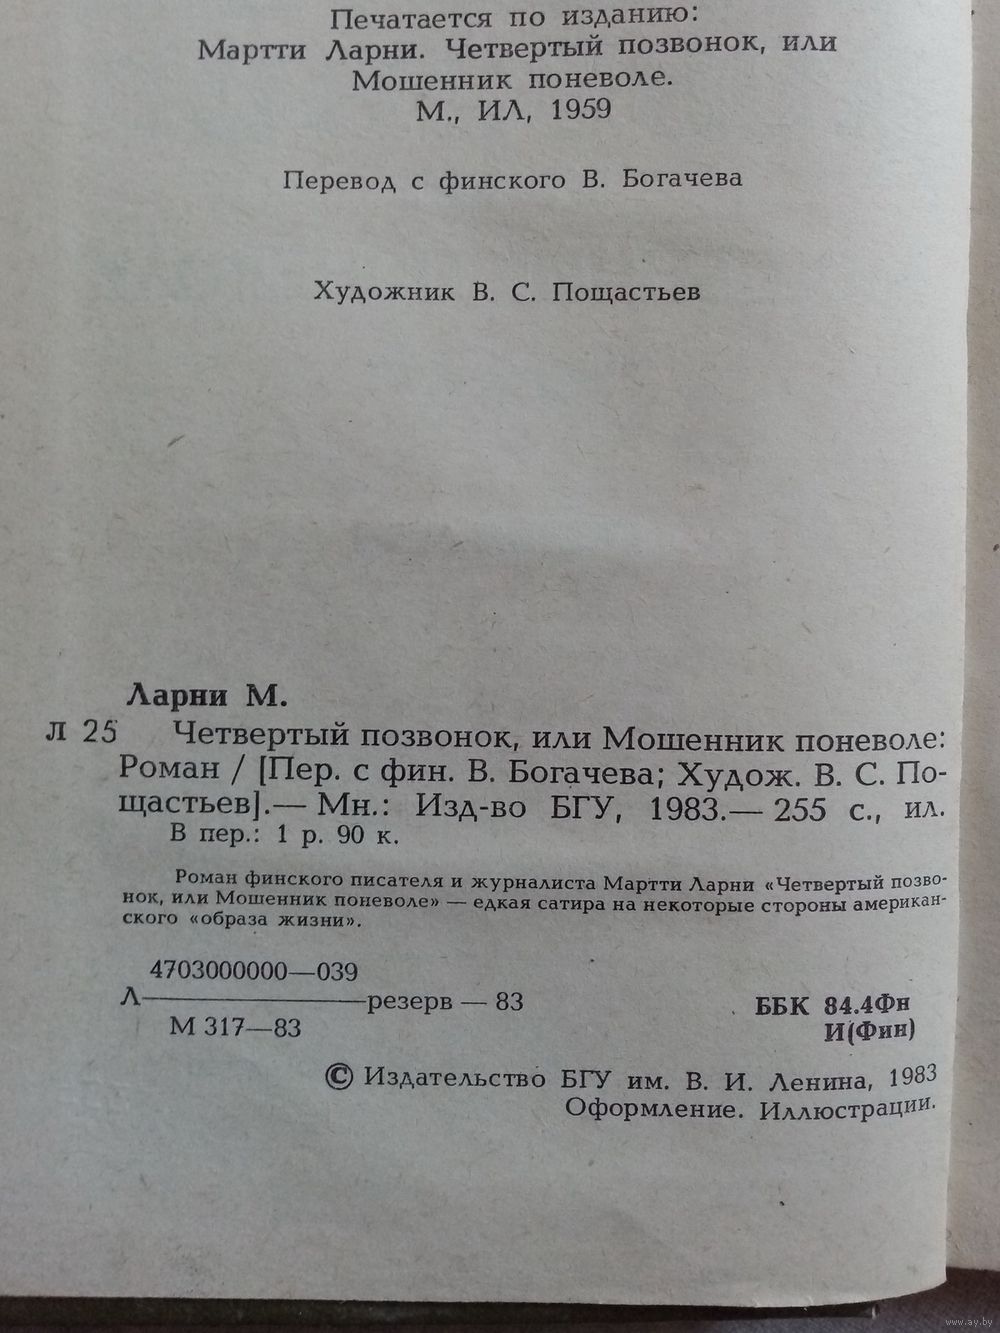 Печатается по изданию:
Мартти Ларни. Четвертый позвонок, или
Мошенник поневоле.
М., ИЛ, 1959
Перевод с финского В. Богачева
Художник В. С. Пощастьев
Ларни М.
Л 25 Четвертый позвонок, или Мошенник поневоле:
Роман / [Пер. с фин. В. Богачева; Худож. В. С. По-
щастьев].— Мн.: Изд-во БГУ, 1983.— 255 с., ил.
В пер.: 1 р. 90 к.
Роман финского писателя и журналиста Мартти Ларни «Четвертый позво-
нок, или Мошенник поневоле» — едкая сатира на некоторые стороны американ-
ского «образа жизни».
4703000000—039
Л————резерв — 83
М 317—83
ББК 84.4Фн
И(Фин)
© Издательство БГУ им. В. И. Ленина, 1983
Оформление. Иллюстрации.
www.ay.by